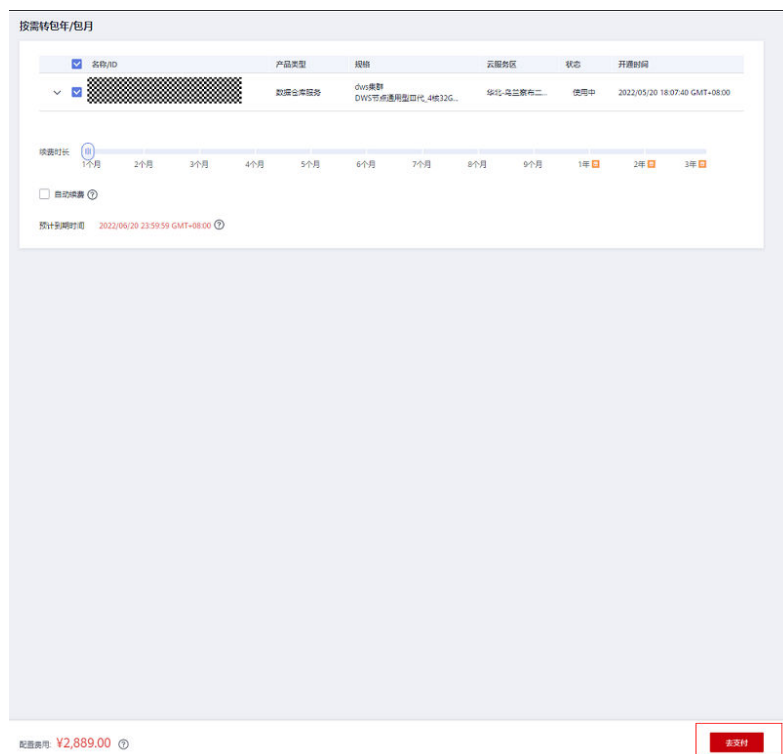 按需转包年/包月
名称/ID 产品类型 规格 云服务区 状态 开通时间
数据仓库服务 dws集群 华北-乌兰察布二... 使用中 2022/05/20 18:07:40 GMT+08:00
DWS节点通用型四代_4核32G...
续费时长
1个月 2个月 3个月 4个月 5个月 6个月 7个月 8个月 9个月 1年 2年 3年
自动续费
预计到期时间 2022/06/20 23:59:59 GMT+08:00
配置费用: ¥2,889.00
去支付